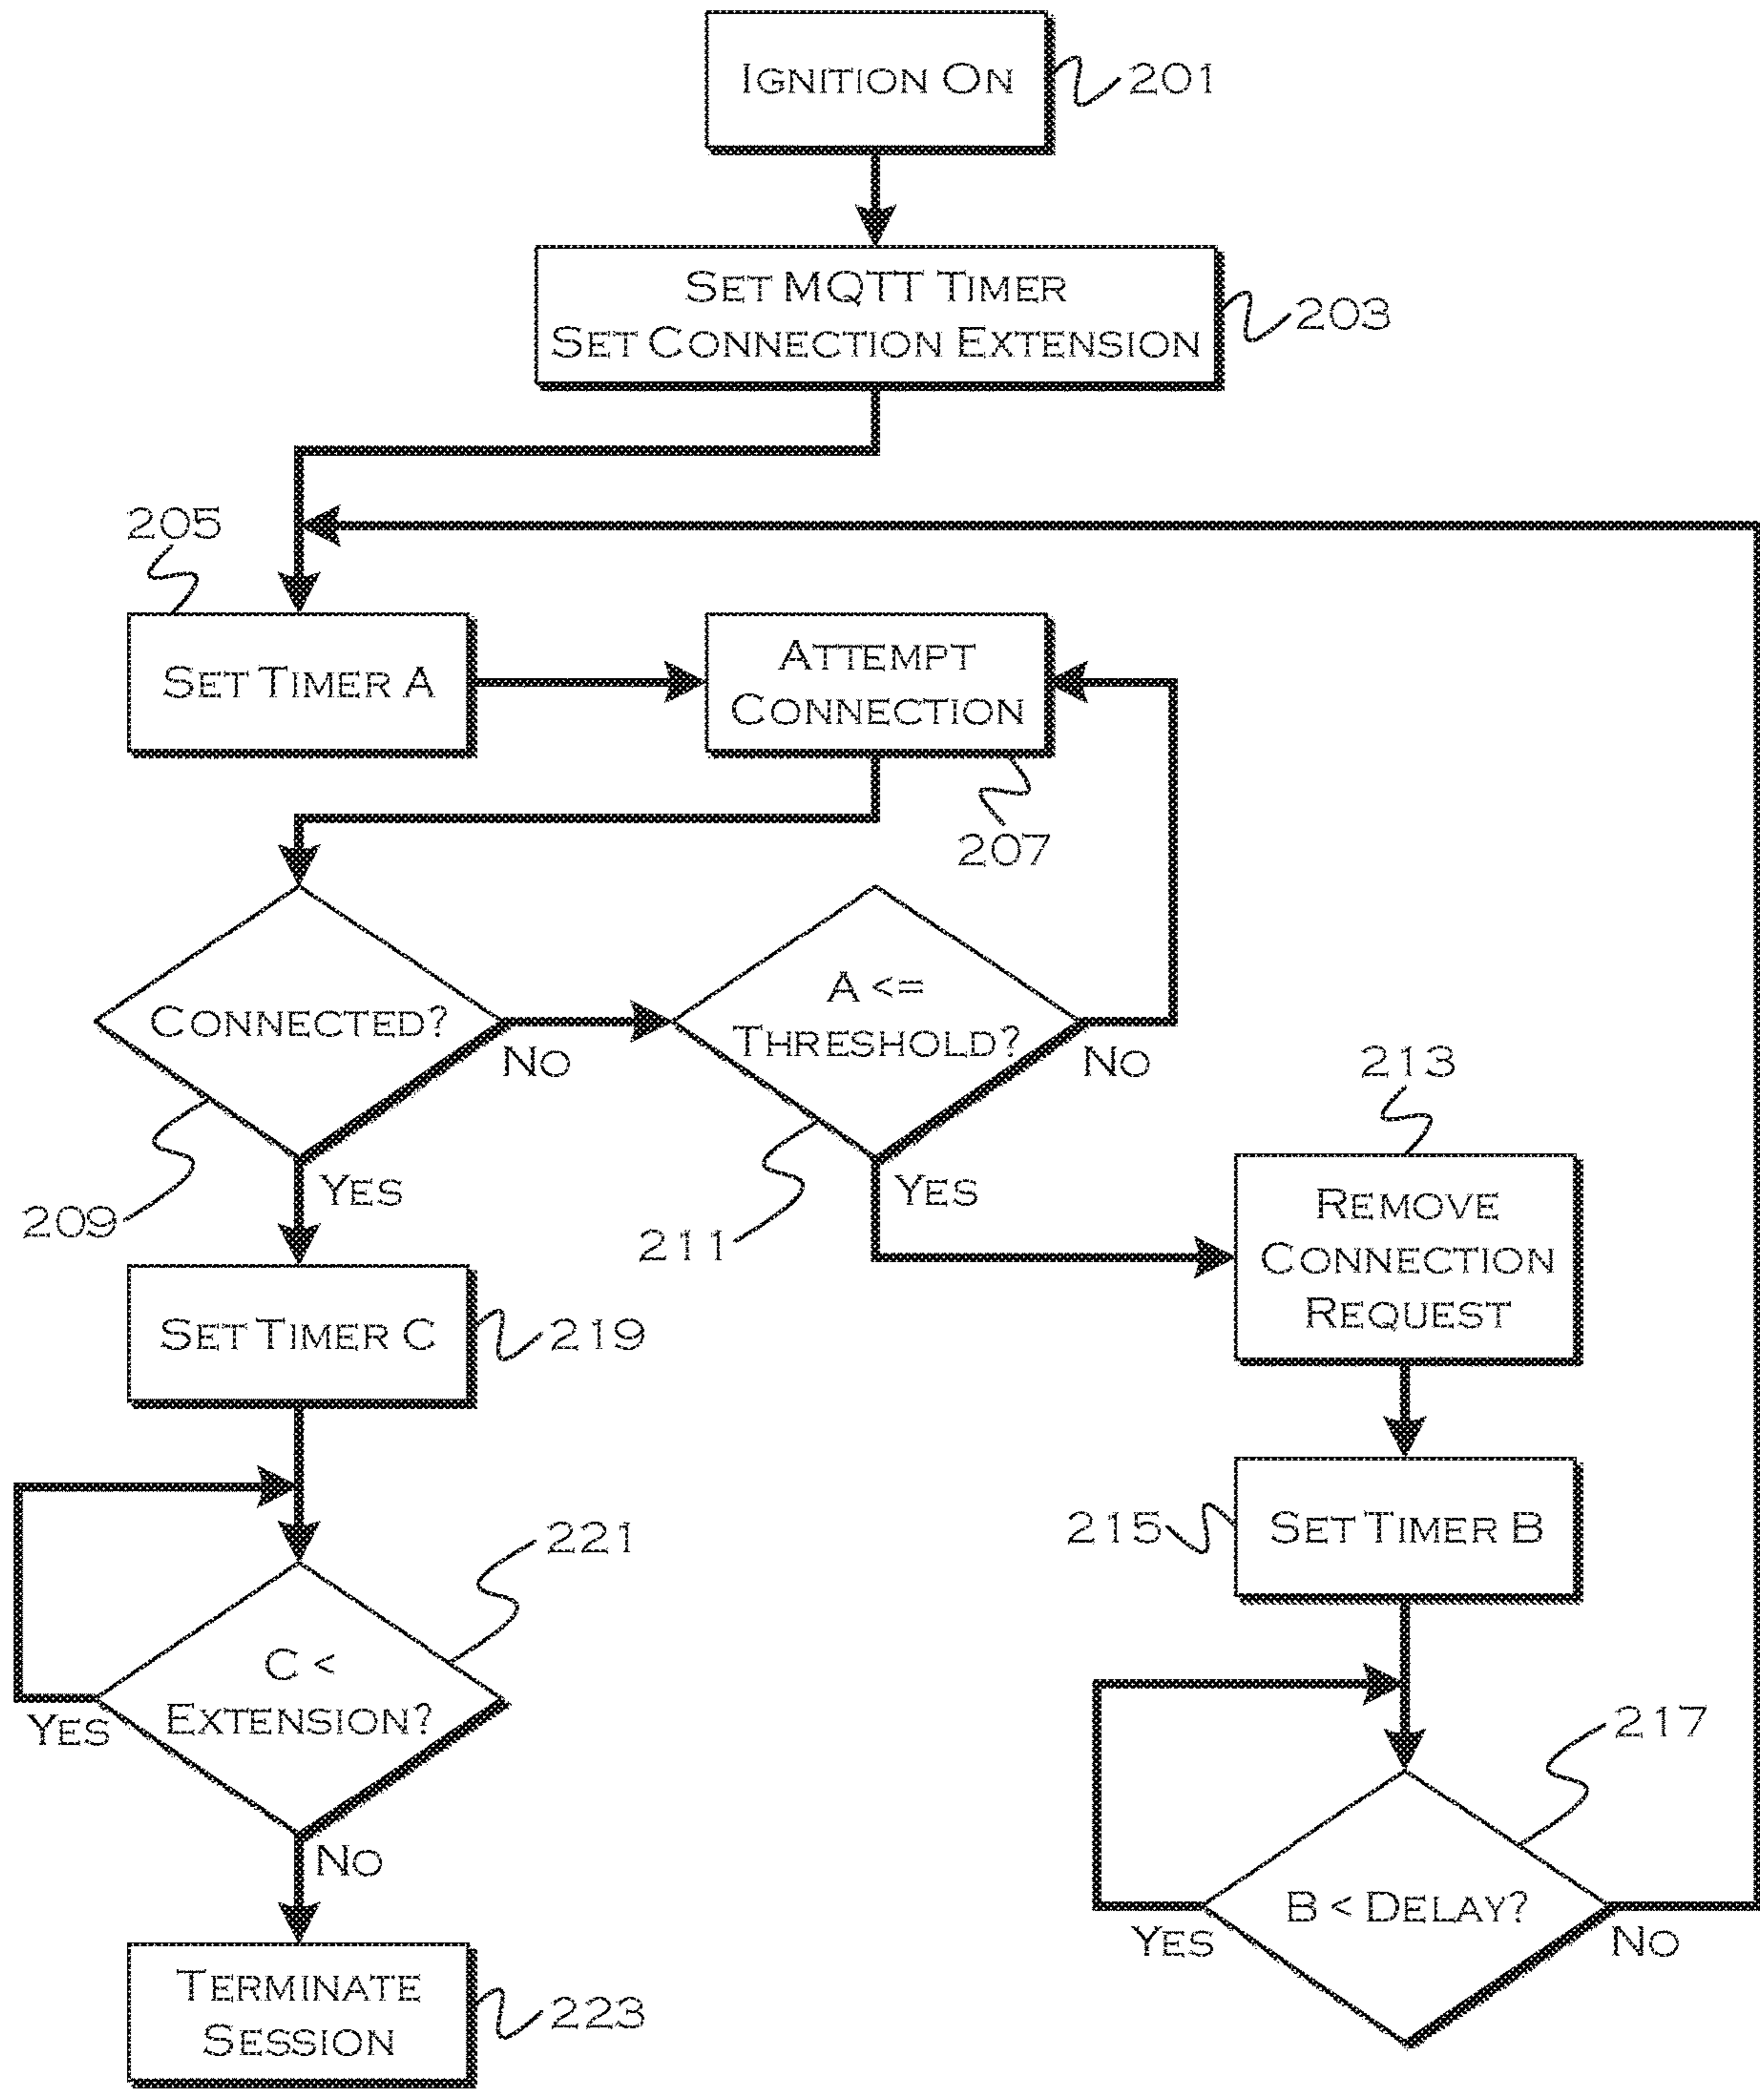 IGNITION ON
201
SET MQTT TIMER
SET CONNECTION EXTENSION
203
205
SET TIMER A
ATTEMPT
CONNECTION
207
CONNECTED?
NO
A <=
THRESHOLD?
NO
209
YES
211
YES
213
REMOVE
CONNECTION
REQUEST
SET TIMER C
219
215
SET TIMER B
221
C <
EXTENSION?
YES
NO
217
B < DELAY?
YES
NO
TERMINATE
SESSION
223